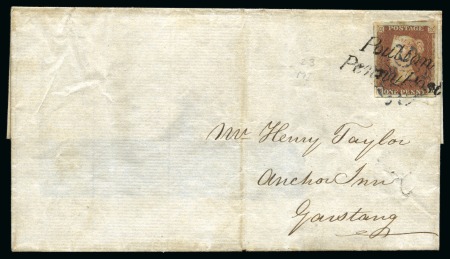 POSTAGE
Poulton
Penny Post
ONE PENNY
Mr Henry Taylor
Anchor Inn
Garstang